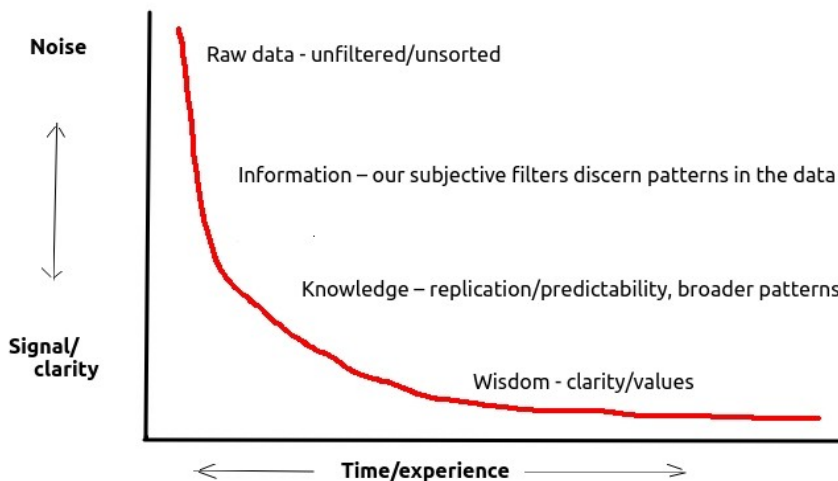 Noise
Raw data - unfiltered/unsorted
Information – our subjective filters discern patterns in the data
Knowledge – replication/predictability, broader patterns
Signal/
clarity
Wisdom - clarity/values
Time/experience